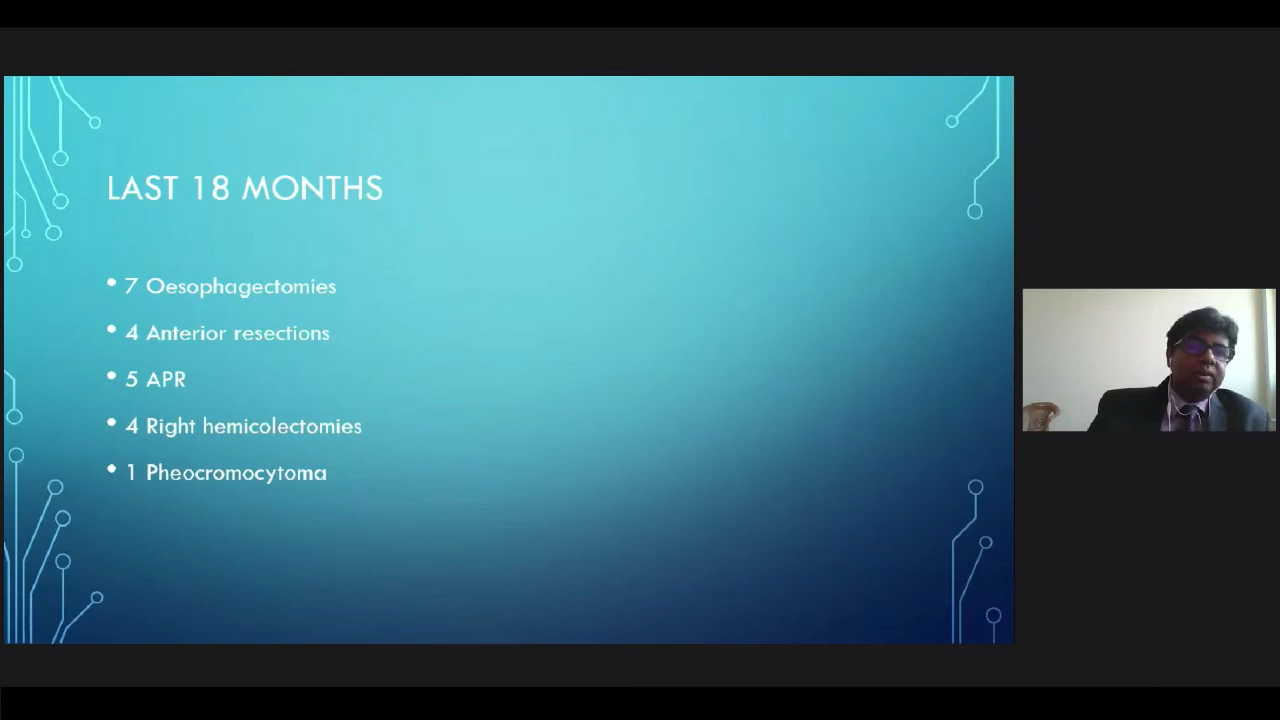 LAST 18 MONTHS
• 7 Oesophagectomies
• 4 Anterior resections
• 5 APR
• 4 Right hemicolectomies
• 1 Pheocromocytoma